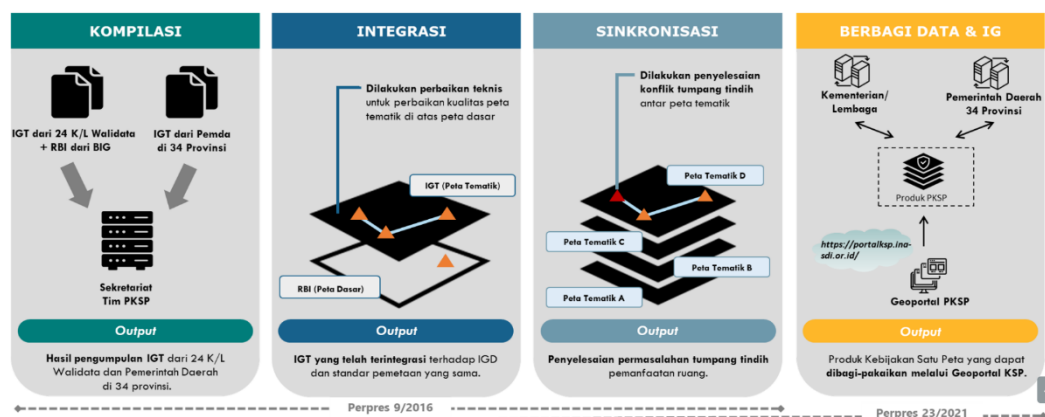 KOMPILASI
IGT dari 24 K/L Walidata
+ RBI dari BIG
IGT dari Pemda
di 34 Provinsi
Sekretariat
Tim PKSP
Output
Hasil pengumpulan IGT dari 24 K/L
Walidata dan Pemerintah Daerah
di 34 provinsi.
INTEGRASI
Dilakukan perbaikan teknis
untuk perbaikan kualitas peta
tematik di atas peta dasar
IGT (Peta Tematik)
RBI (Peta Dasar)
Output
IGT yang telah terintegrasi terhadap IGD
dan standar pemetaan yang sama.
SINKRONISASI
Dilakukan penyelesaian
konflik tumpang tindih
antar peta tematik
Peta Tematik D
Peta Tematik C
Peta Tematik B
Peta Tematik A
Output
Penyelesaian permasalahan tumpang tindih
pemanfaatan ruang.
BERBAGI DATA & IG
Kementerian/
Lembaga
Pemerintah Daerah
34 Provinsi
Produk PKSP
https://portalksp.ina-
sdi.or.id/
Geoportal PKSP
Output
Produk Kebijakan Satu Peta yang dapat
dibagi-pakaikan melalui Geoportal KSP.
Perpres 9/2016
Perpres 23/2021